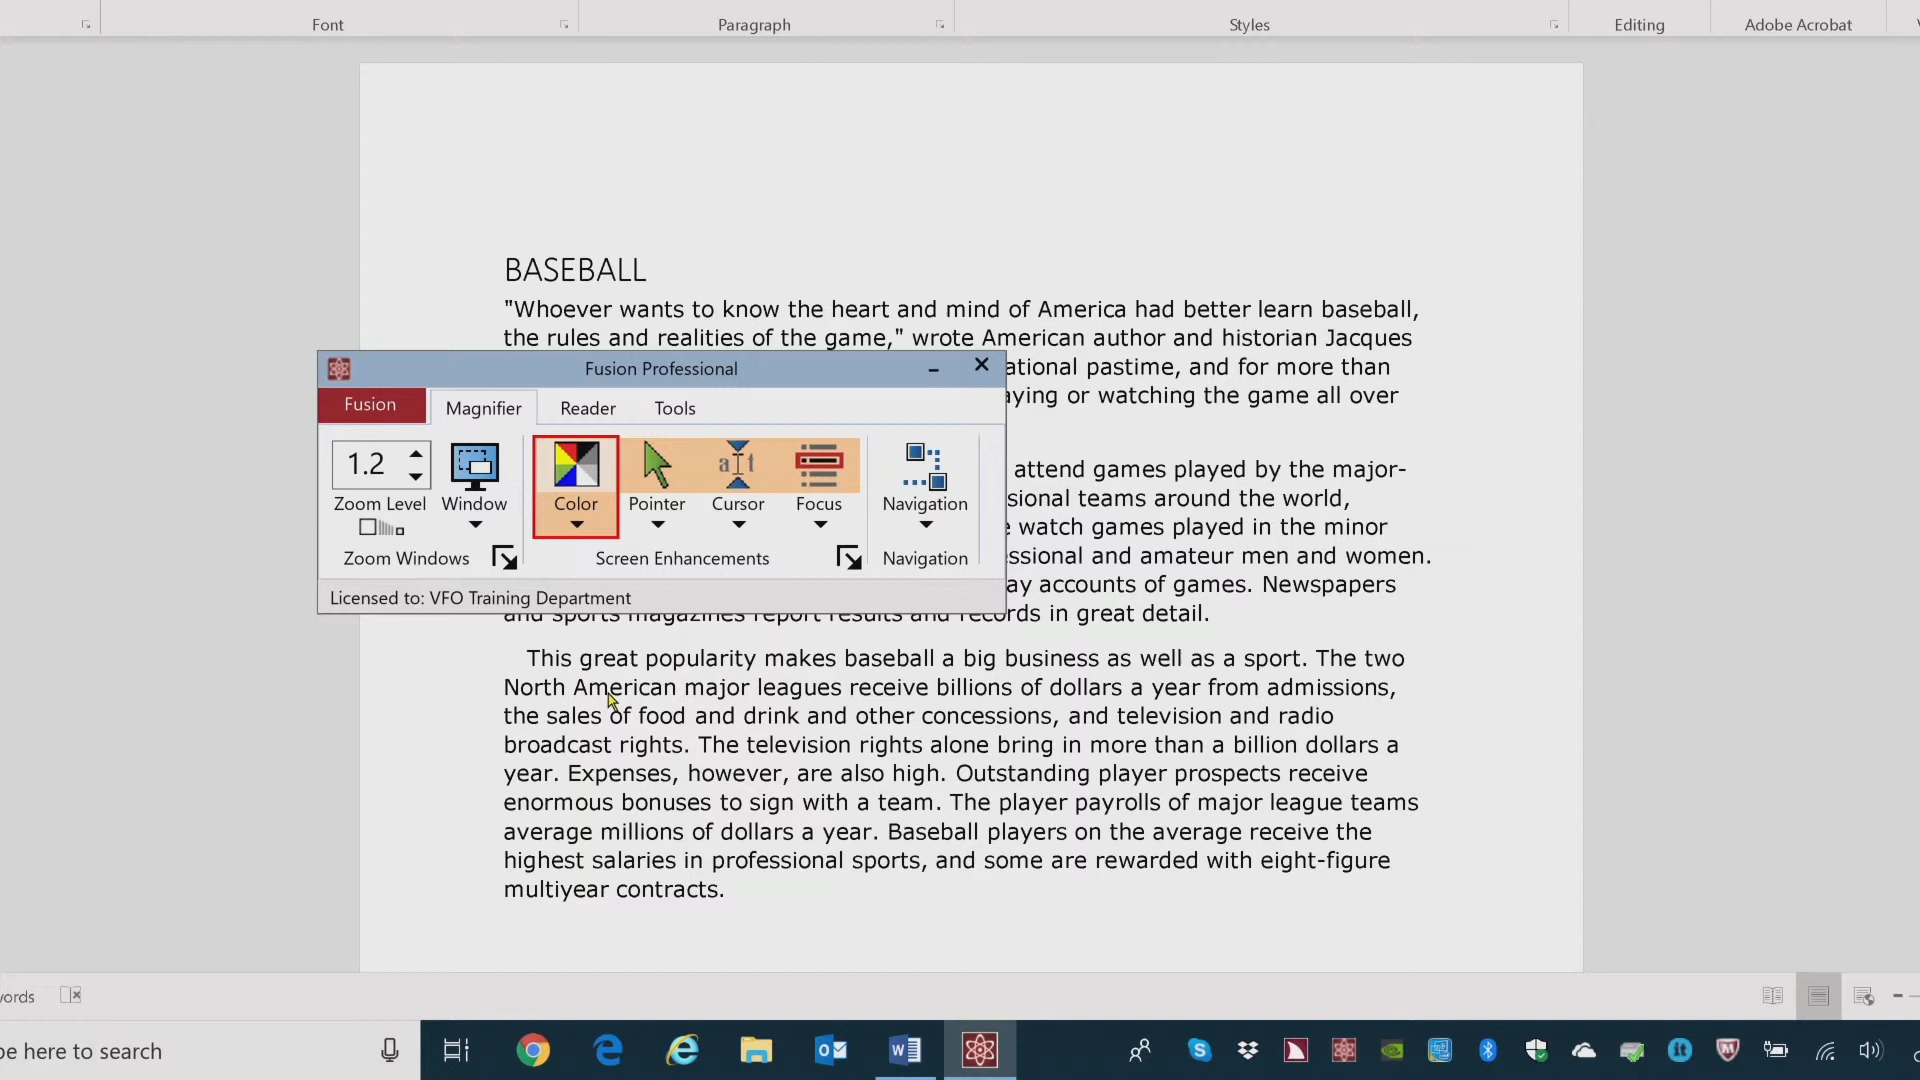 Font
Paragraph
Styles
Editing
Adobe Acrobat
BASEBALL
"Whoever wants to know the heart and mind of America had better learn baseball,
the rules and realities of the game," wrote American author and historian Jacques
ational pastime, and for more than
aying or watching the game all over
Fusion Professional
Fusion
Magnifier
Reader
Tools
1.2
Zoom Level
Window
Color
Pointer
Cursor
Focus
Navigation
Zoom Windows
Screen Enhancements
Navigation
Licensed to: VFO Training Department
attend games played by the major-
sional teams around the world,
watch games played in the minor
ssional and amateur men and women.
ay accounts of games. Newspapers
and sports magazines report results and records in great detail.
This great popularity makes baseball a big business as well as a sport. The two
North American major leagues receive billions of dollars a year from admissions,
the sales of food and drink and other concessions, and television and radio
broadcast rights. The television rights alone bring in more than a billion dollars a
year. Expenses, however, are also high. Outstanding player prospects receive
enormous bonuses to sign with a team. The player payrolls of major league teams
average millions of dollars a year. Baseball players on the average receive the
highest salaries in professional sports, and some are rewarded with eight-figure
multiyear contracts.
words
pe here to search